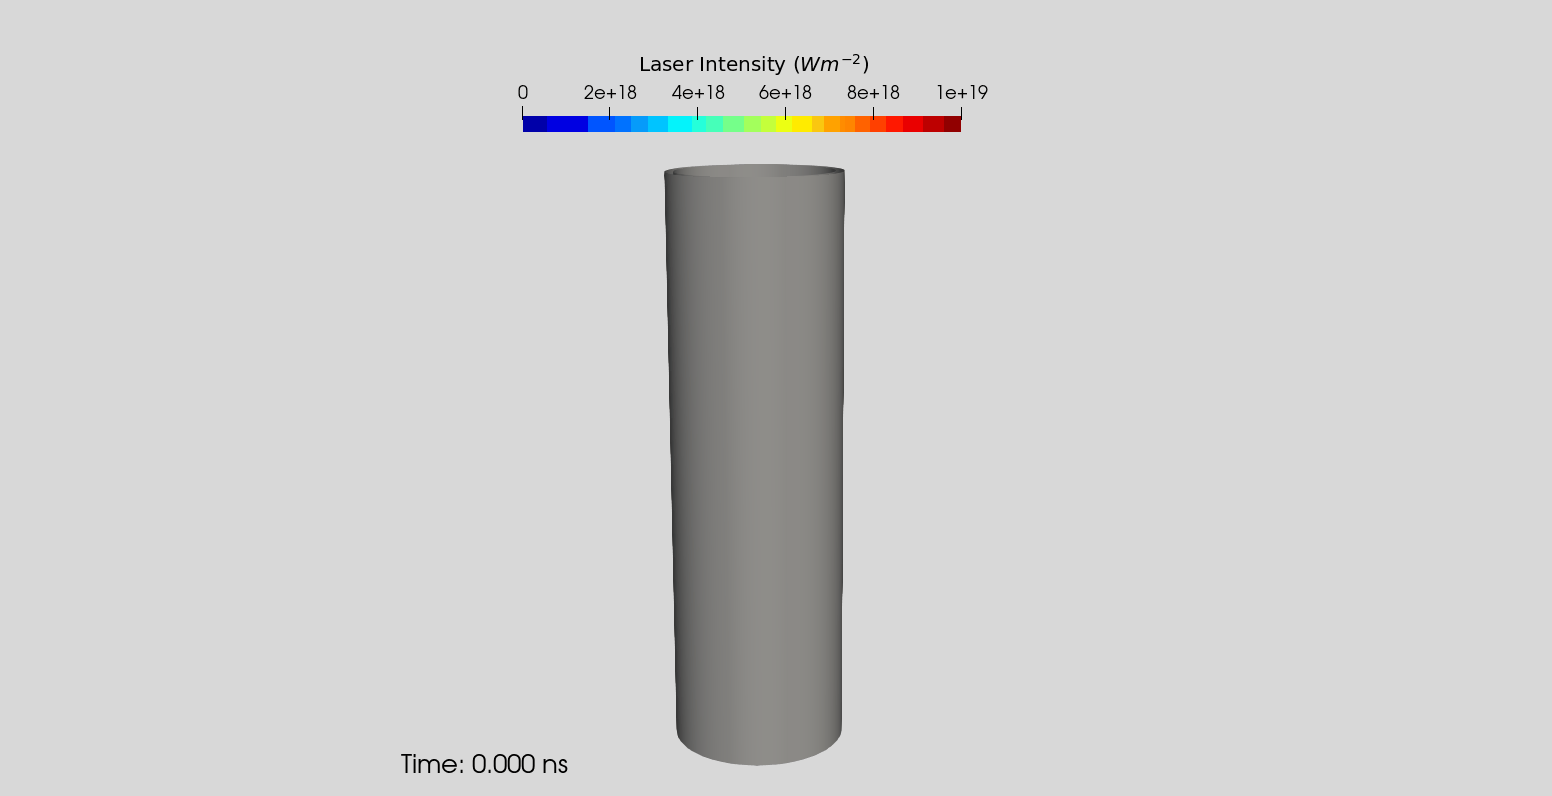 Laser Intensity (Wm⁻²)
0 2e+18 4e+18 6e+18 8e+18 1e+19
Time: 0.000 ns